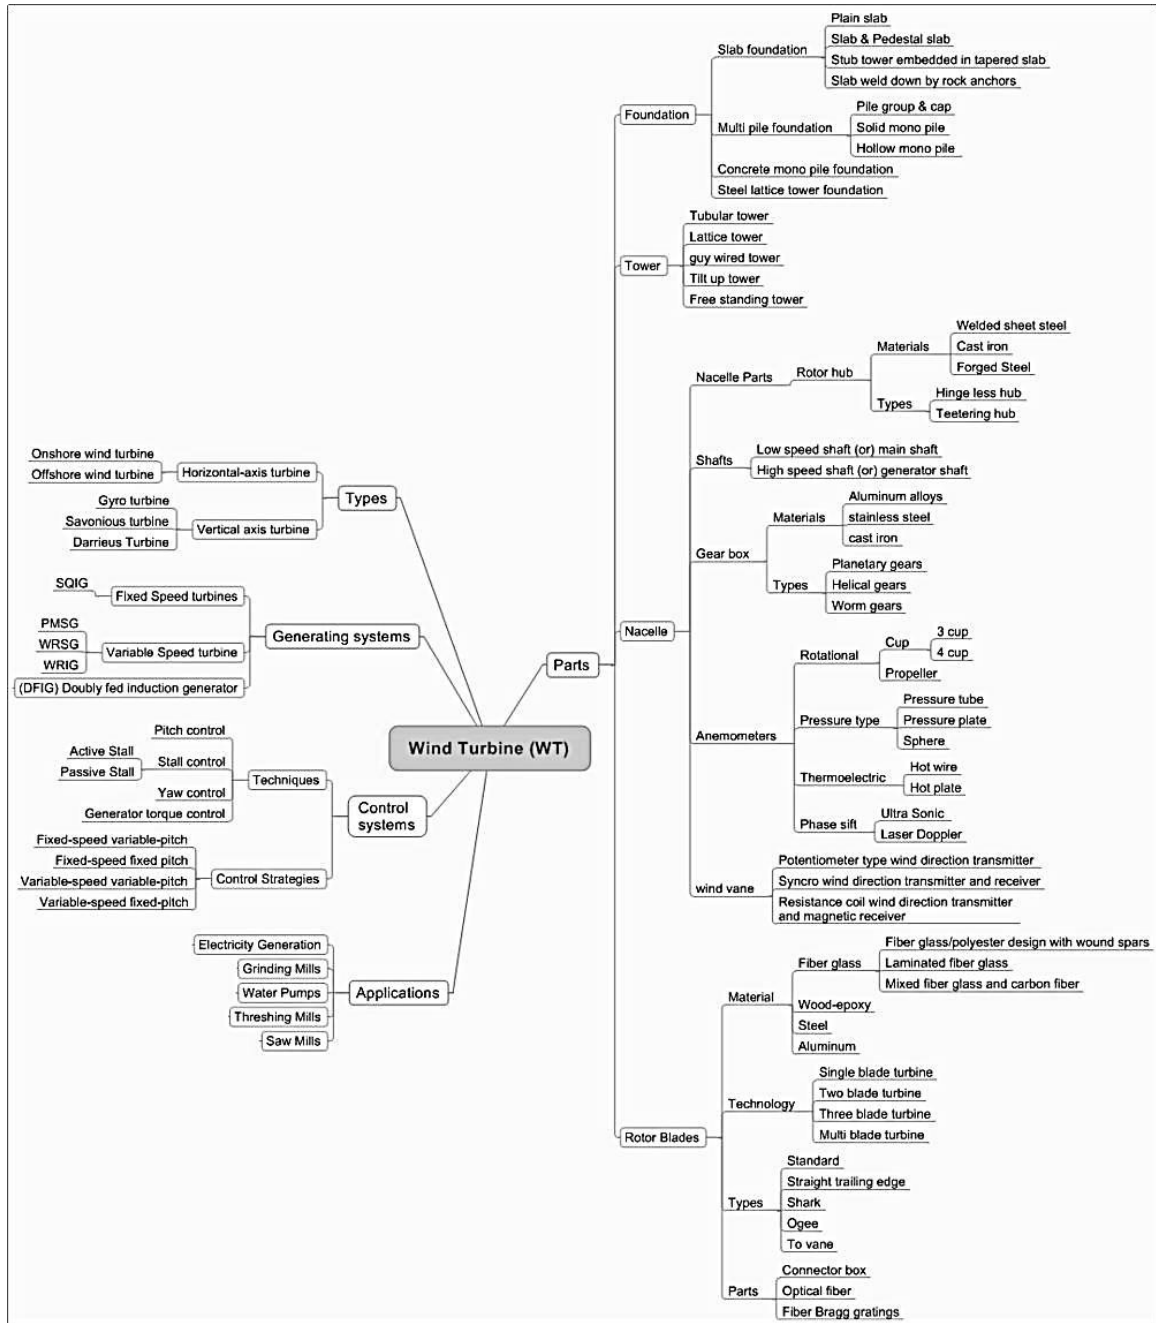 Wind Turbine (WT)
Types
Horizontal-axis turbine
Onshore wind turbine
Offshore wind turbine
Vertical axis turbine
Gyro turbine
Savonious turbine
Darrieus Turbine
Generating systems
Fixed Speed turbines
SQIG
Variable Speed turbine
PMSG
WRSG
WRIG
(DFIG) Doubly fed induction generator
Control
systems
Techniques
Pitch control
Stall control
Active Stall
Passive Stall
Yaw control
Generator torque control
Control Strategies
Fixed-speed variable-pitch
Fixed-speed fixed pitch
Variable-speed variable-pitch
Variable-speed fixed-pitch
Applications
Electricity Generation
Grinding Mills
Water Pumps
Threshing Mills
Saw Mills
Parts
Foundation
Slab foundation
Plain slab
Slab & Pedestal slab
Stub tower embedded in tapered slab
Slab weld down by rock anchors
Multi pile foundation
Pile group & cap
Solid mono pile
Hollow mono pile
Concrete mono pile foundation
Steel lattice tower foundation
Tower
Tubular tower
Lattice tower
guy wired tower
Tilt up tower
Free standing tower
Nacelle
Nacelle Parts
Rotor hub
Materials
Welded sheet steel
Cast iron
Forged Steel
Types
Hinge less hub
Teetering hub
Shafts
Low speed shaft (or) main shaft
High speed shaft (or) generator shaft
Gear box
Materials
Aluminum alloys
stainless steel
cast iron
Types
Planetary gears
Helical gears
Worm gears
Anemometers
Rotational
Cup
3 cup
4 cup
Propeller
Pressure type
Pressure tube
Pressure plate
Sphere
Thermoelectric
Hot wire
Hot plate
Phase sift
Ultra Sonic
Laser Doppler
wind vane
Potentiometer type wind direction transmitter
Syncro wind direction transmitter and receiver
Resistance coil wind direction transmitter
and magnetic receiver
Rotor Blades
Material
Fiber glass
Fiber glass/polyester design with wound spars
Laminated fiber glass
Mixed fiber glass and carbon fiber
Wood-epoxy
Steel
Aluminum
Technology
Single blade turbine
Two blade turbine
Three blade turbine
Multi blade turbine
Types
Standard
Straight trailing edge
Shark
Ogee
To vane
Parts
Connector box
Optical fiber
Fiber Bragg gratings